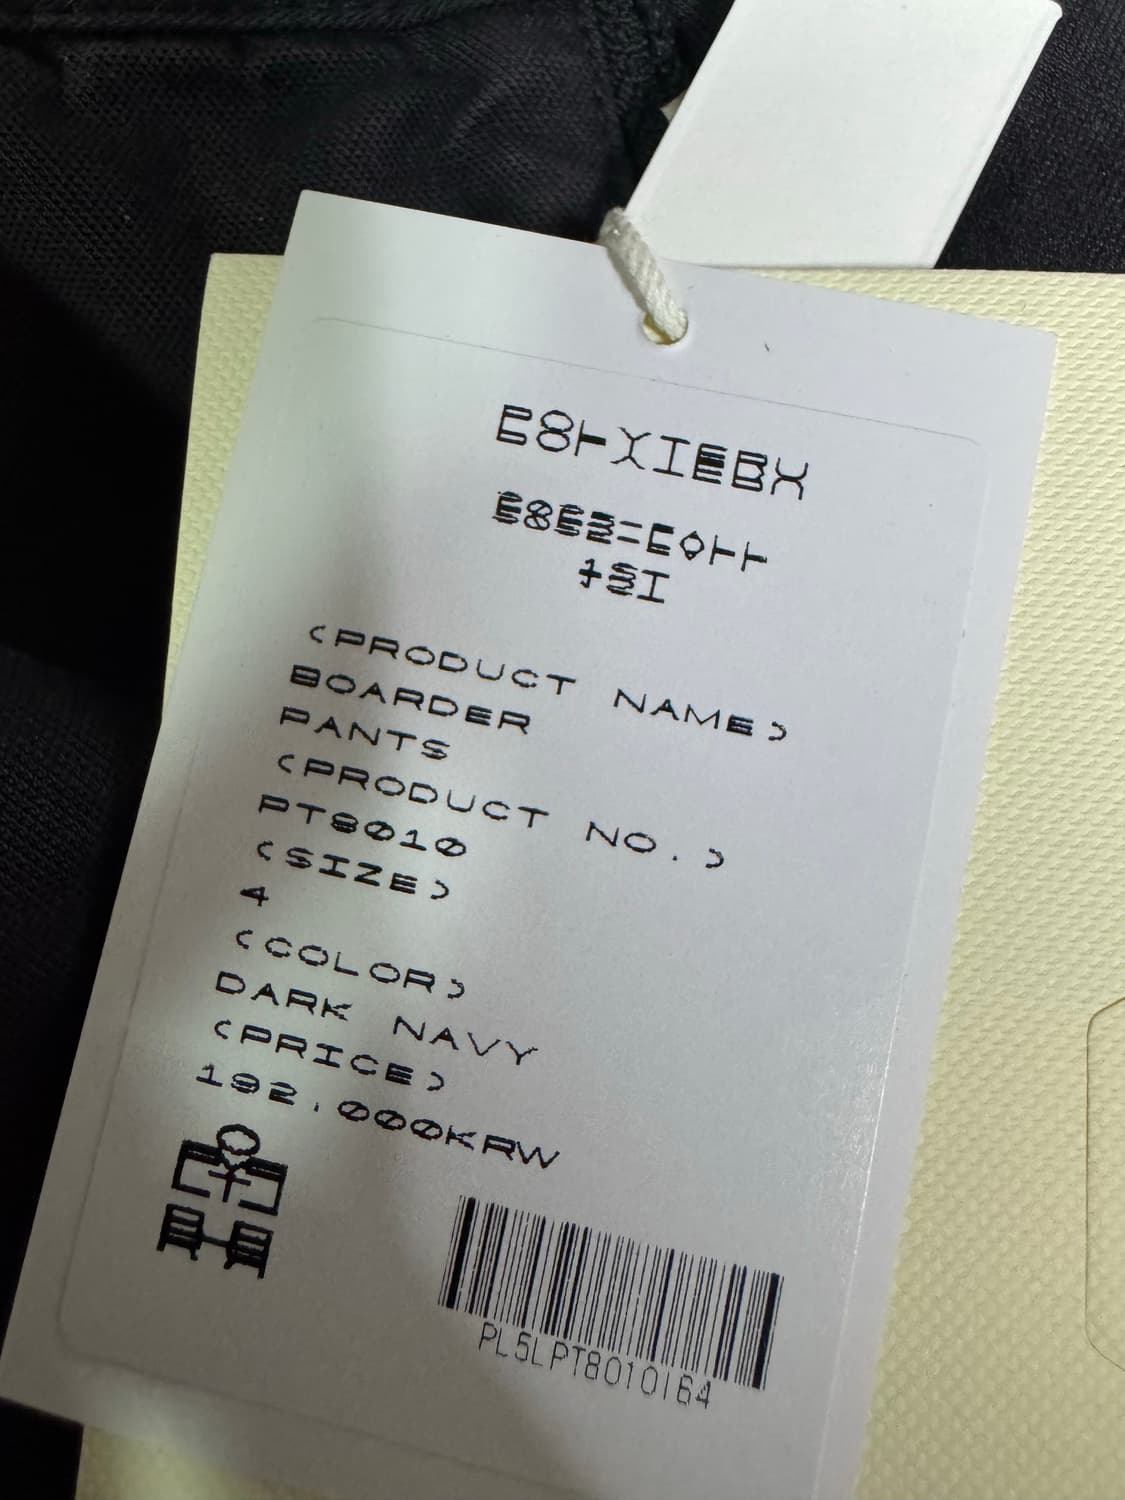 (PRODUCT NAME)
BOARDER
PANTS
(PRODUCT NO.)
PT8010
(SIZE)
4
(COLOR)
DARK NAVY
(PRICE)
192.000KRW
PL5LPT8010164